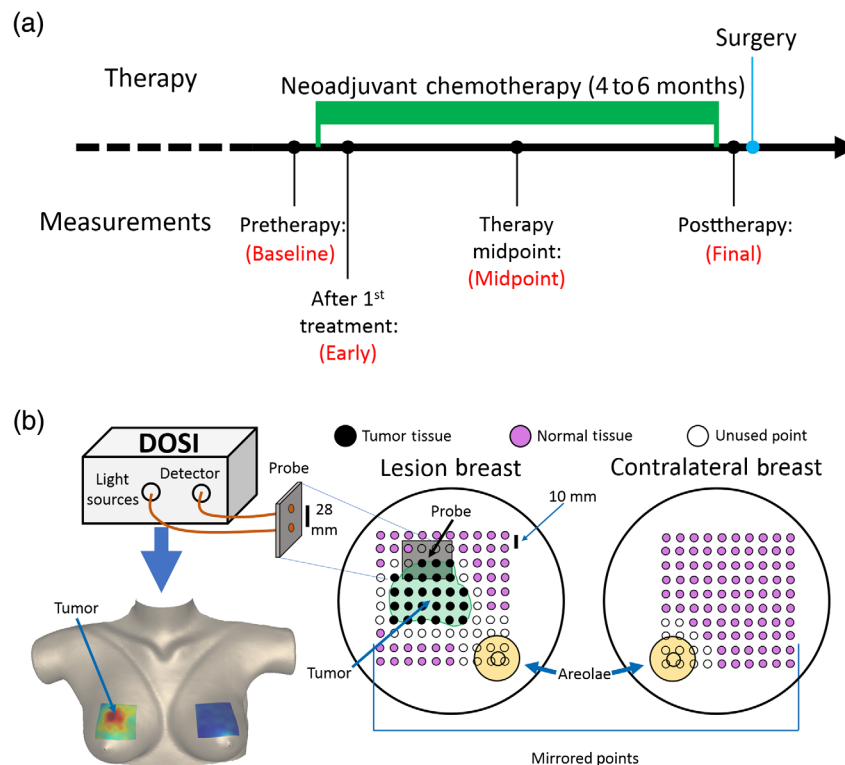 (a)
Surgery
Therapy
Neoadjuvant chemotherapy (4 to 6 months)
Measurements
Pretherapy:
(Baseline)
After 1st
treatment:
(Early)
Therapy
midpoint:
(Midpoint)
Posttherapy:
(Final)
(b)
DOSI
Light
sources
Detector
Probe
28
mm
Tumor tissue
Normal tissue
Unused point
Lesion breast
Contralateral breast
Probe
10 mm
Tumor
Tumor
Areolae
Mirrored points